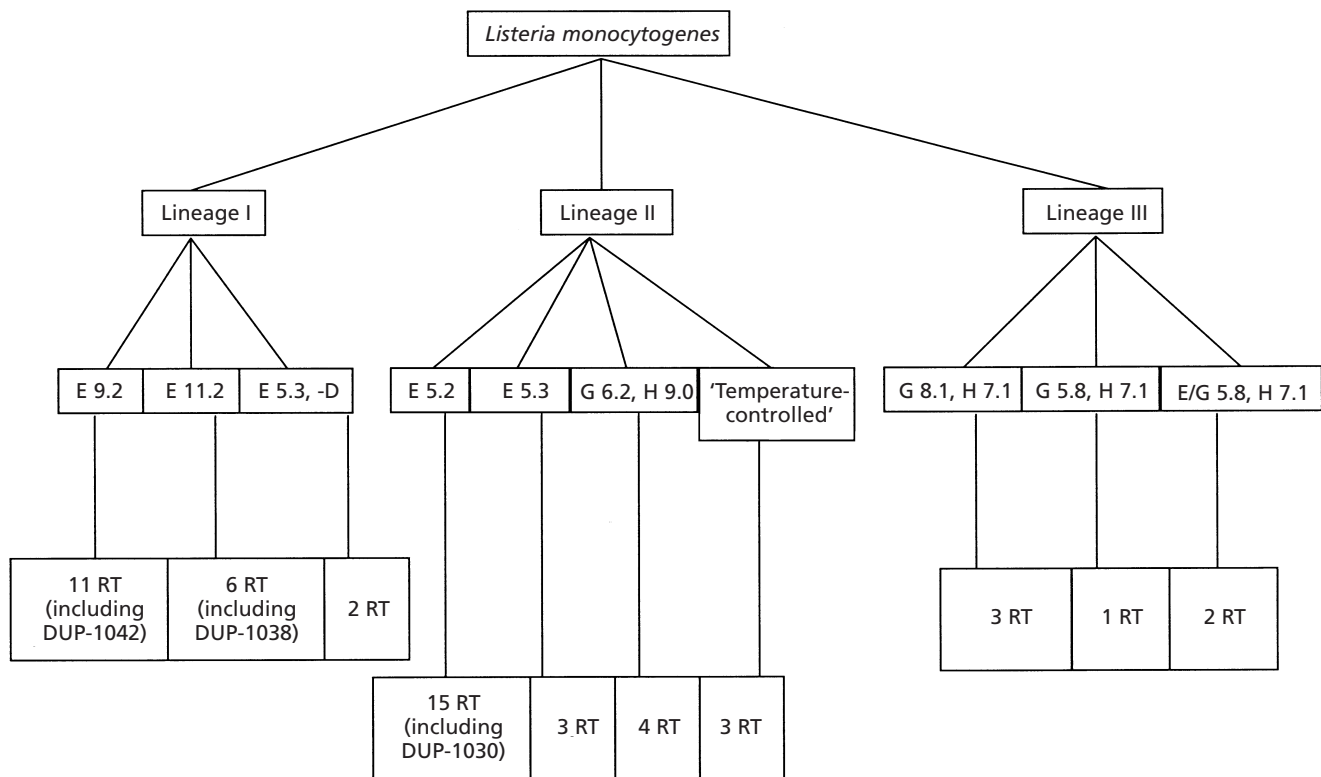 Listeria monocytogenes
Lineage I
Lineage II
Lineage III
E 9.2
E 11.2
E 5.3, -D
E 5.2
E 5.3
G 6.2, H 9.0
'Temperature-
controlled'
G 8.1, H 7.1
G 5.8, H 7.1
E/G 5.8, H 7.1
11 RT
(including
DUP-1042)
6 RT
(including
DUP-1038)
2 RT
3 RT
1 RT
2 RT
15 RT
(including
DUP-1030)
3 RT
4 RT
3 RT